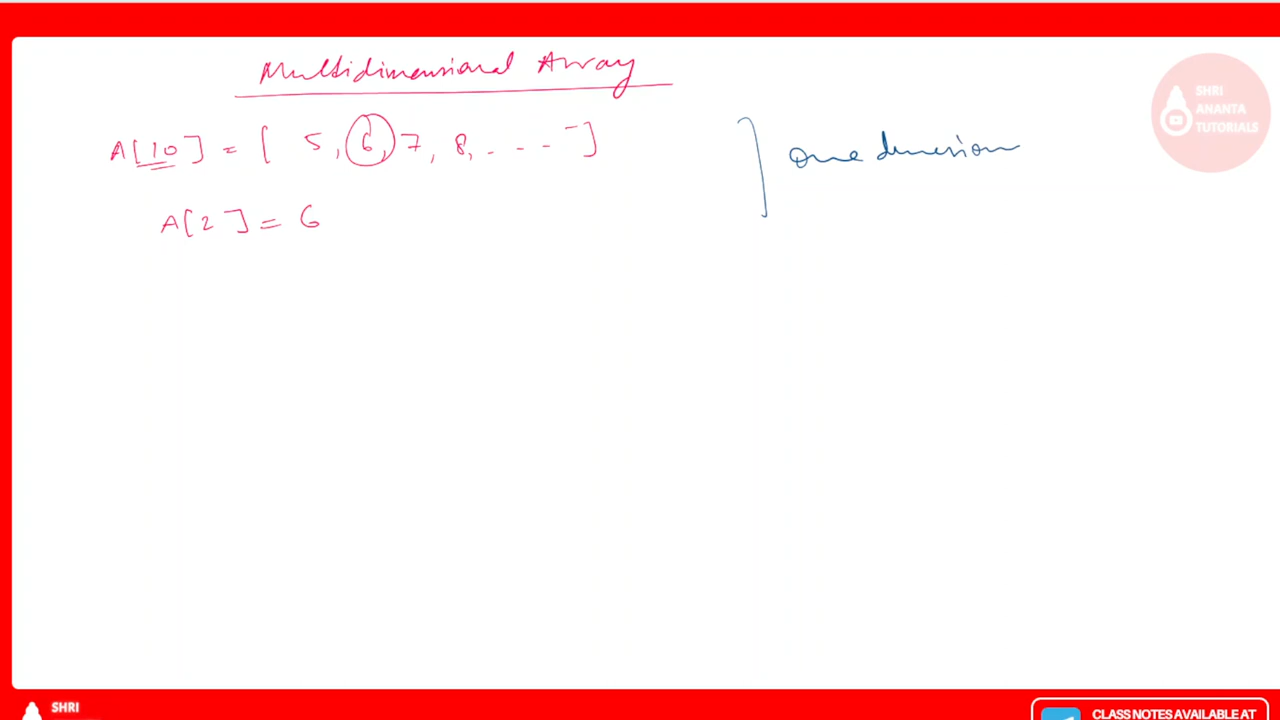 Multidimensional Array
A[10] = [ 5, 6, 7, 8, - - - - ]
one dimension
A[2] = 6
SHRI
ANANTA
TUTORIALS
SHRI
CLASS NOTES AVAILABLE AT